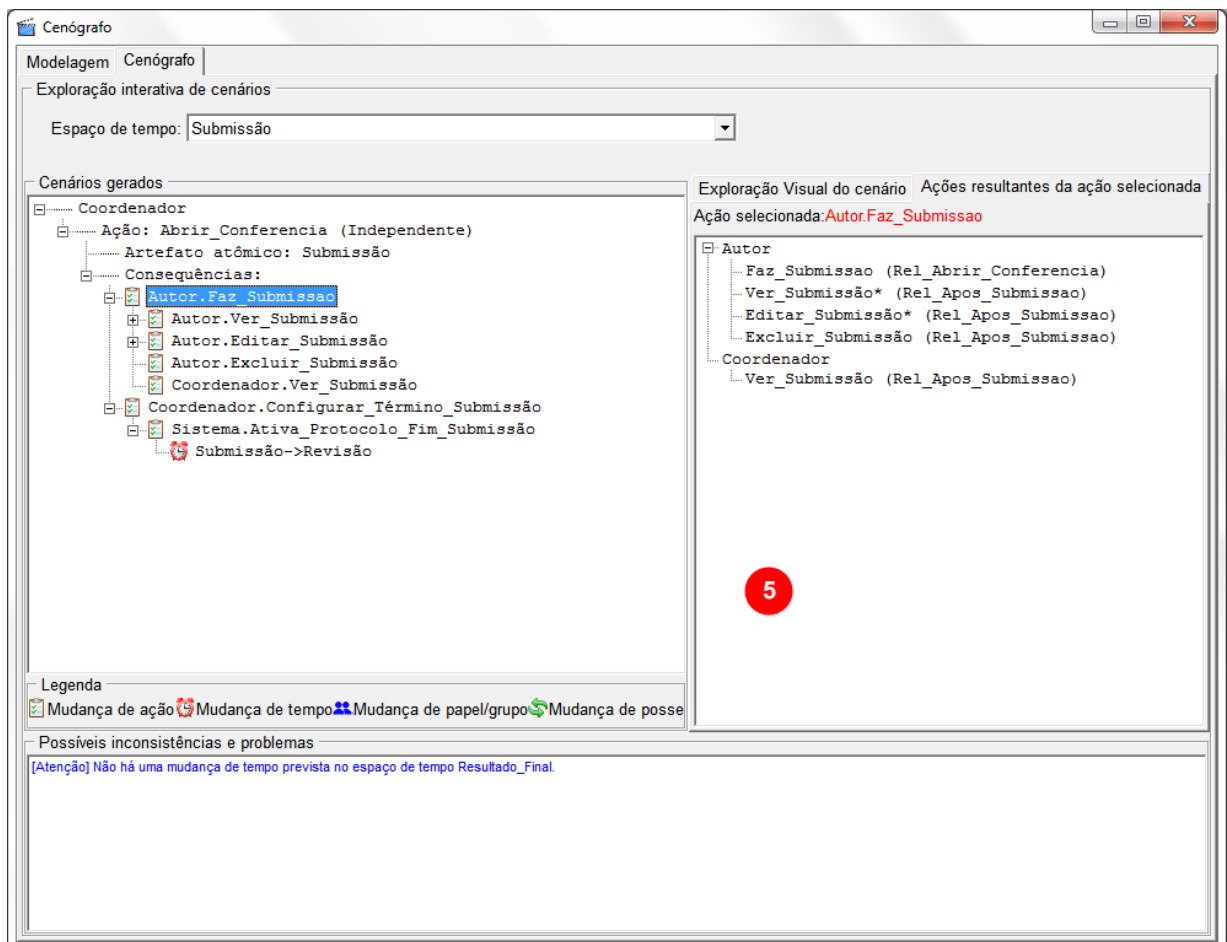 Cenógrafo
Modelagem Cenógrafo
Exploração interativa de cenários
Espaço de tempo: Submissão
Cenários gerados
Coordenador
Ação: Abrir_Conferencia (Independente)
Artefato atômico: Submissão
Consequências:
Autor.Faz_Submissao
Autor.Ver_Submissão
Autor.Editar_Submissão
Autor.Excluir_Submissão
Coordenador.Ver_Submissão
Coordenador.Configurar_Término_Submissão
Sistema.Ativa_Protocolo_Fim_Submissão
Submissão->Revisão
Legenda
Mudança de ação Mudança de tempo Mudança de papel/grupo Mudança de posse
Exploração Visual do cenário Ações resultantes da ação selecionada
Ação selecionada:Autor.Faz_Submissao
Autor
Faz_Submissao (Rel_Abrir_Conferencia)
Ver_Submissão* (Rel_Apos_Submissao)
Editar_Submissão* (Rel_Apos_Submissao)
Excluir_Submissão (Rel_Apos_Submissao)
Coordenador
Ver_Submissão (Rel_Apos_Submissao)
5
Possíveis inconsistências e problemas
[Atenção] Não há uma mudança de tempo prevista no espaço de tempo Resultado_Final.